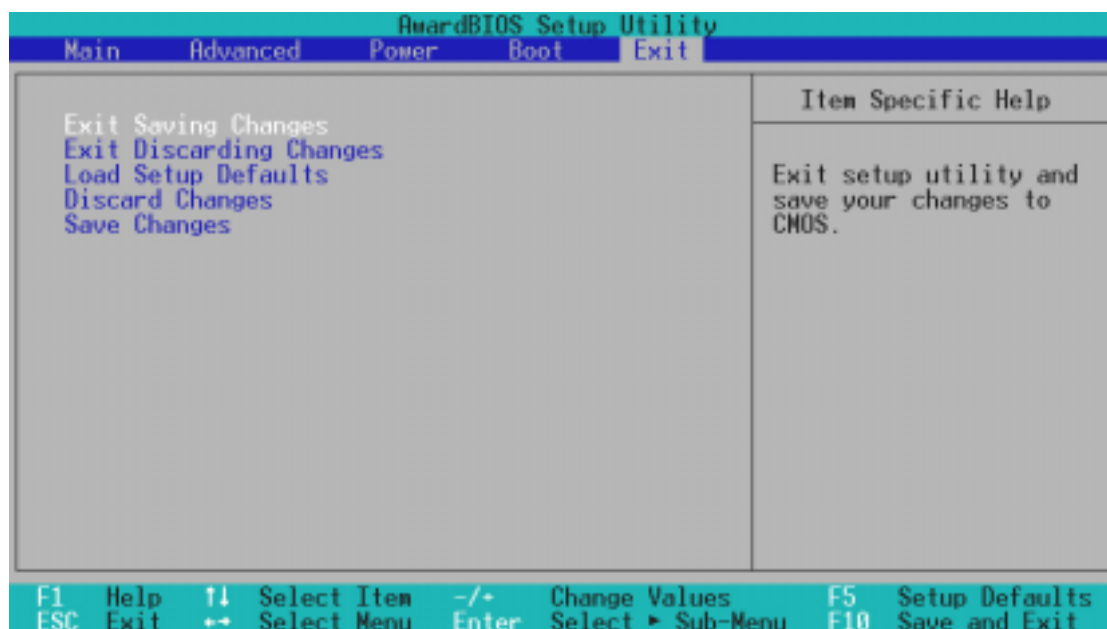 AwardBIOS Setup Utility
Main Advanced Power Boot Exit
Item Specific Help
Exit Saving Changes
Exit Discarding Changes
Load Setup Defaults
Discard Changes
Save Changes
Exit setup utility and
save your changes to
CMOS.
F1 Help ↑↓ Select Item -/+ Change Values F5 Setup Defaults
ESC Exit ←→ Select Menu Enter Select ► Sub-Menu F10 Save and Exit